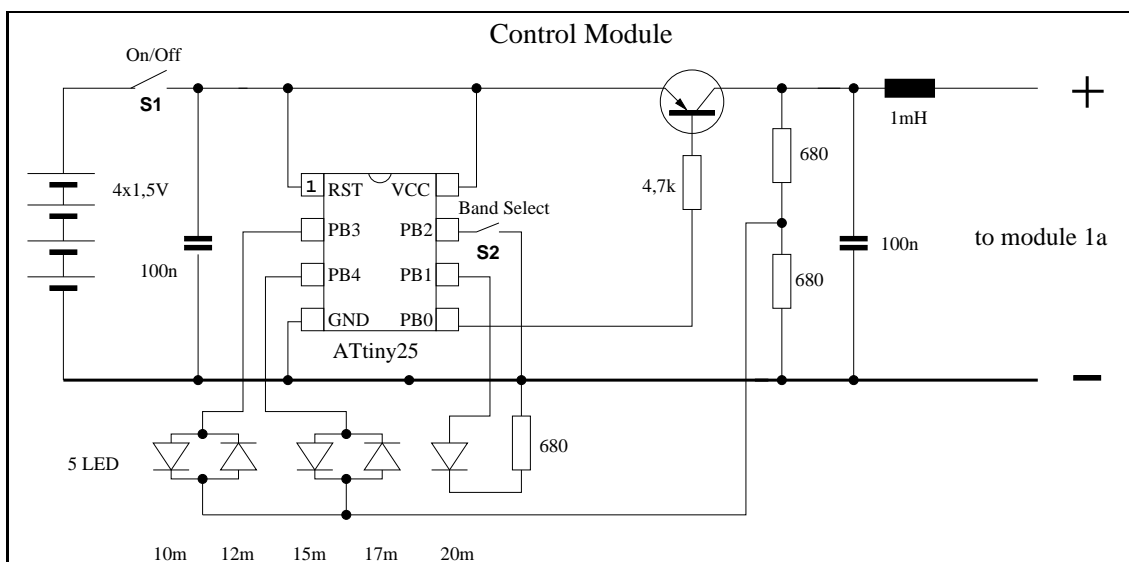 Control Module
On/Off
S1
4x1,5V
100n
1 RST VCC
PB3 PB2
PB4 PB1
GND PB0
ATtiny25
Band Select
S2
4,7k
680
680
1mH
100n
+
to module 1a
−
5 LED
680
10m 12m 15m 17m 20m